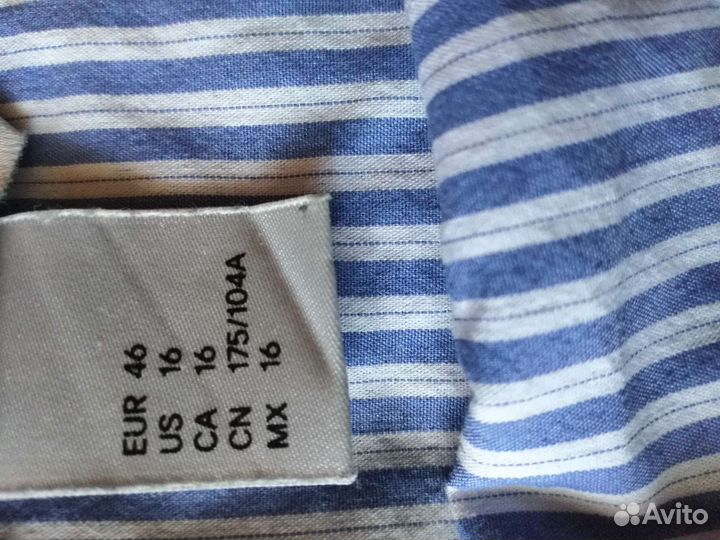 EUR 46
US 16
CA 16
CN 175/104A
MX 16
Avito